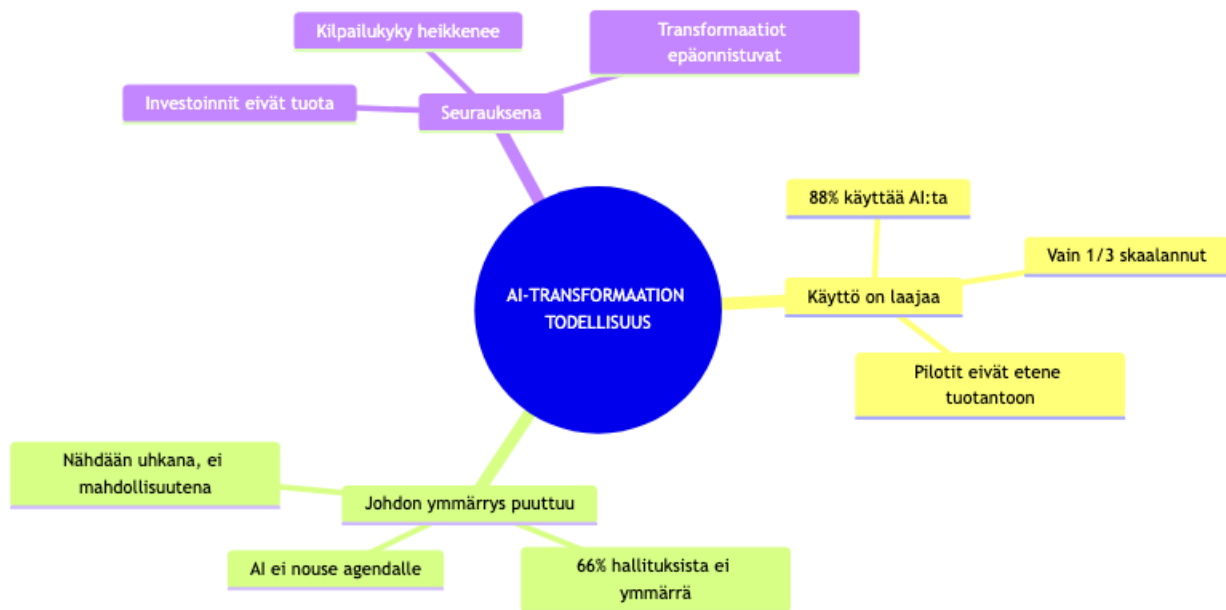 Kilpailukyky heikkenee
Transformaatiot
epäonnistuvat
Investoinnit eivät tuota
Seurauksena
88% käyttää AI:ta
Vain 1/3 skaalannut
AI-TRANSFORMAATION
TODELLISUUS
Käyttö on laajaa
Pilotit eivät etene
tuotantoon
Nähdään uhkana, ei
mahdollisuutena
Johdon ymmärrys puuttuu
AI ei nouse agendalle
66% hallituksista ei
ymmärrä